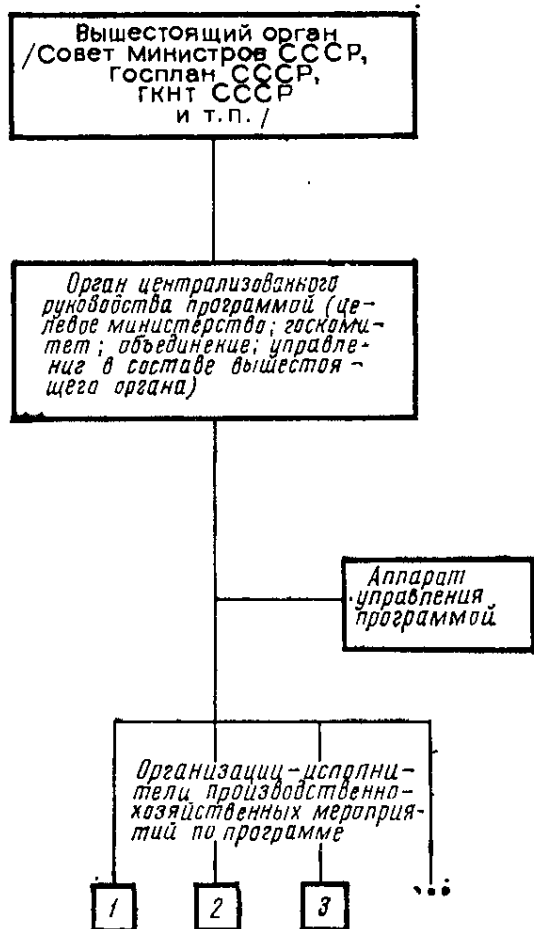 Вышестоящий орган
/Совет Министров СССР,
Госплан СССР,
ГКНТ СССР
и т.п. /
Орган централизованного
руководства программой (це-
левое министерство; госкоми-
тет; объединение; управле-
ниг в составе вышестоя-
щего органа)
Аппарат
управления
программой
Организации-исполни-
тели производственно-
хозяйственных мероприя-
тий по программе
1 2 3 ...